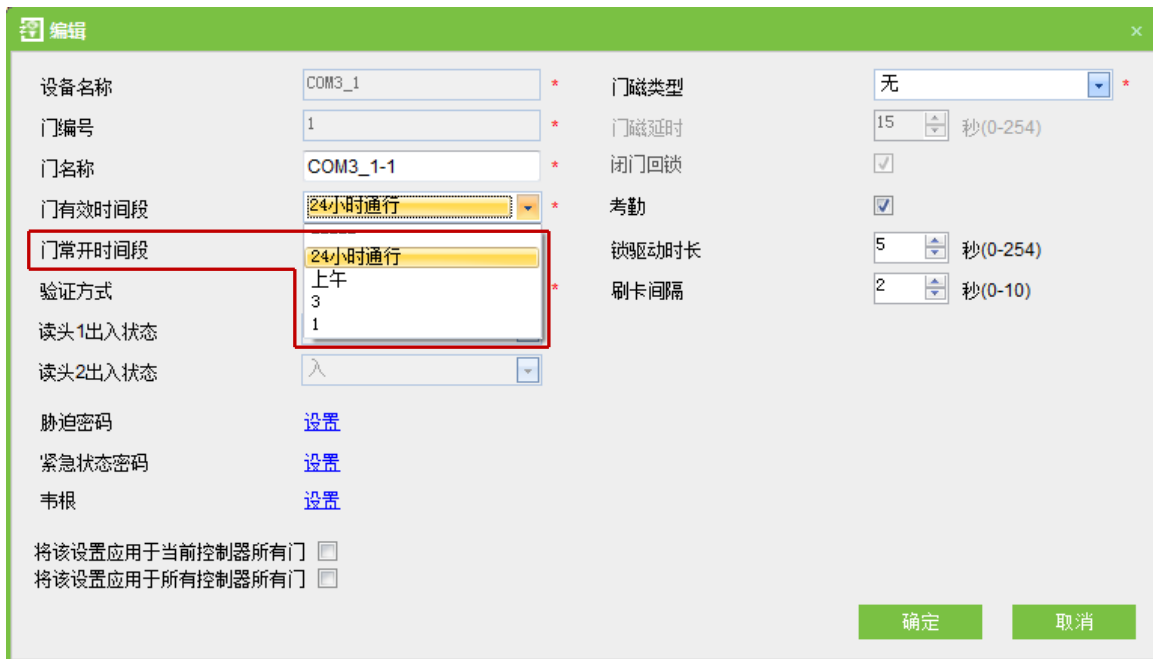 编辑
设备名称 COM3_1 * 门磁类型 无 *
门编号 1 * 门磁延时 15 秒(0-254)
门名称 COM3_1-1 * 闭门回锁
门有效时间段 24小时通行 * 考勤
------
门常开时间段 24小时通行 锁驱动时长 5 秒(0-254)
上午
验证方式 3 * 刷卡间隔 2 秒(0-10)
1
读头1出入状态
读头2出入状态 入
胁迫密码 设置
紧急状态密码 设置
韦根 设置
将该设置应用于当前控制器所有门
将该设置应用于所有控制器所有门
确定 取消